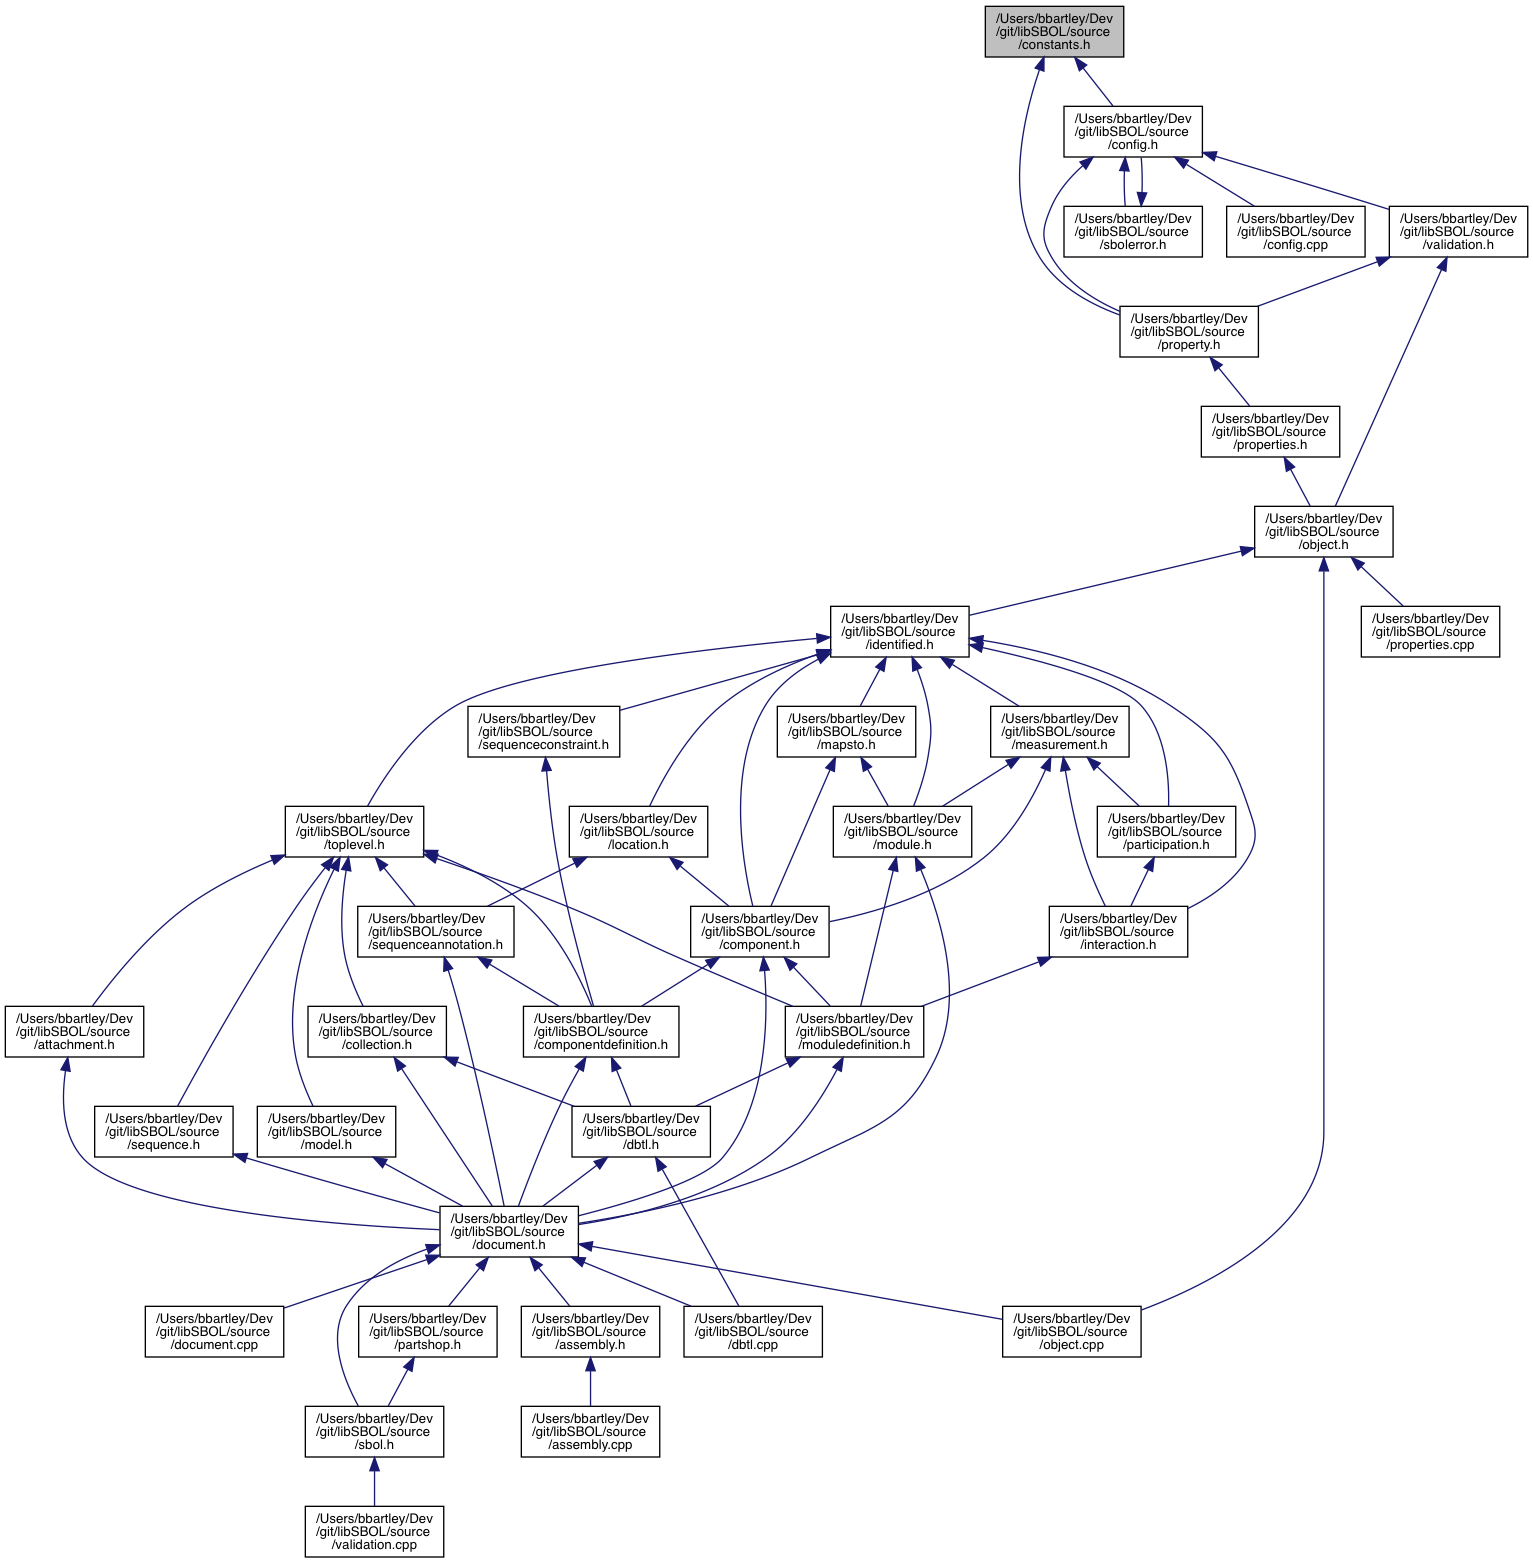 /Users/bbartley/Dev
/git/libSBOL/source
/constants.h
/Users/bbartley/Dev
/git/libSBOL/source
/config.h
/Users/bbartley/Dev
/git/libSBOL/source
/sbolerror.h
/Users/bbartley/Dev
/git/libSBOL/source
/config.cpp
/Users/bbartley/Dev
/git/libSBOL/source
/validation.h
/Users/bbartley/Dev
/git/libSBOL/source
/property.h
/Users/bbartley/Dev
/git/libSBOL/source
/properties.h
/Users/bbartley/Dev
/git/libSBOL/source
/object.h
/Users/bbartley/Dev
/git/libSBOL/source
/identified.h
/Users/bbartley/Dev
/git/libSBOL/source
/properties.cpp
/Users/bbartley/Dev
/git/libSBOL/source
/sequenceconstraint.h
/Users/bbartley/Dev
/git/libSBOL/source
/mapsto.h
/Users/bbartley/Dev
/git/libSBOL/source
/measurement.h
/Users/bbartley/Dev
/git/libSBOL/source
/toplevel.h
/Users/bbartley/Dev
/git/libSBOL/source
/location.h
/Users/bbartley/Dev
/git/libSBOL/source
/module.h
/Users/bbartley/Dev
/git/libSBOL/source
/participation.h
/Users/bbartley/Dev
/git/libSBOL/source
/sequenceannotation.h
/Users/bbartley/Dev
/git/libSBOL/source
/component.h
/Users/bbartley/Dev
/git/libSBOL/source
/interaction.h
/Users/bbartley/Dev
/git/libSBOL/source
/attachment.h
/Users/bbartley/Dev
/git/libSBOL/source
/collection.h
/Users/bbartley/Dev
/git/libSBOL/source
/componentdefinition.h
/Users/bbartley/Dev
/git/libSBOL/source
/moduledefinition.h
/Users/bbartley/Dev
/git/libSBOL/source
/sequence.h
/Users/bbartley/Dev
/git/libSBOL/source
/model.h
/Users/bbartley/Dev
/git/libSBOL/source
/dbtl.h
/Users/bbartley/Dev
/git/libSBOL/source
/document.h
/Users/bbartley/Dev
/git/libSBOL/source
/document.cpp
/Users/bbartley/Dev
/git/libSBOL/source
/partshop.h
/Users/bbartley/Dev
/git/libSBOL/source
/assembly.h
/Users/bbartley/Dev
/git/libSBOL/source
/dbtl.cpp
/Users/bbartley/Dev
/git/libSBOL/source
/object.cpp
/Users/bbartley/Dev
/git/libSBOL/source
/sbol.h
/Users/bbartley/Dev
/git/libSBOL/source
/assembly.cpp
/Users/bbartley/Dev
/git/libSBOL/source
/validation.cpp